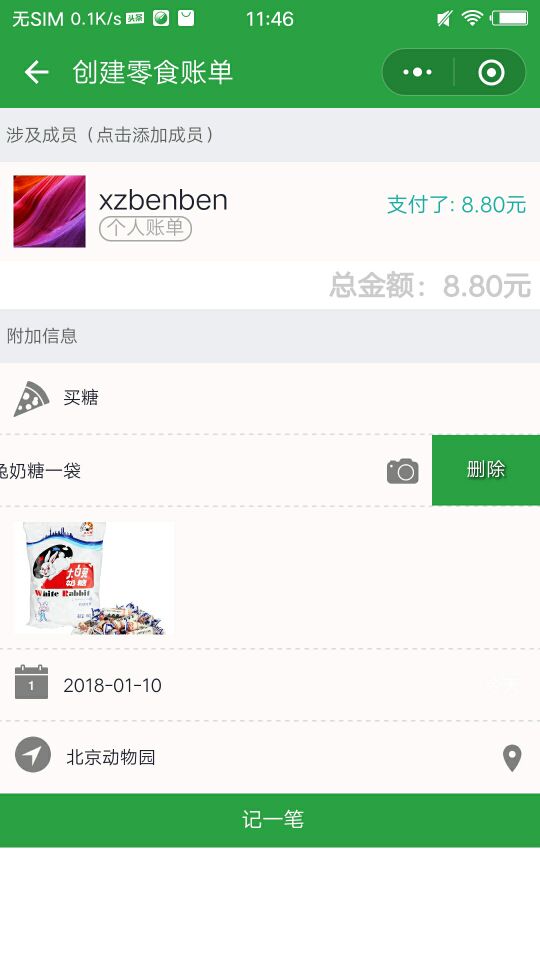 无SIM 0.1K/s 头条 11:46
创建零食账单
涉及成员（点击添加成员）
xzbenben
支付了: 8.80元
个人账单
总金额：8.80元
附加信息
买糖
兔奶糖一袋
删除
大白兔
奶糖
White Rabbit
1
2018-01-10
北京动物园
记一笔